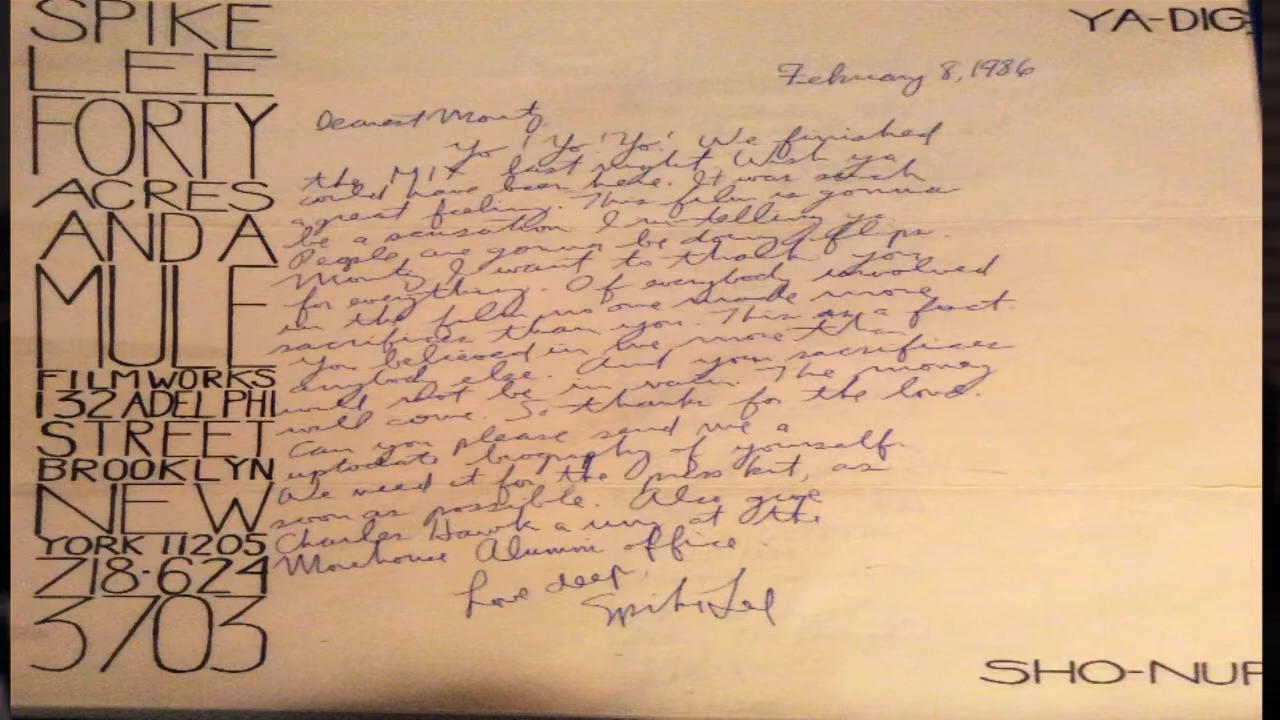 SPIKE
LEE
FORTY
ACRES
AND A
MULE
FILMWORKS
132 ADELPHI
STREET
BROOKLYN
NEW
YORK 11205
718·624
3703
YA-DIG
February 8, 1986
Dearest Monty
Yo! Yo! Yo! We finished
the MIX last night. Wish ya
could have been here. It was such
a great feeling. This film is gonna
be a sensation I'm telling ya.
People are gonna be doing flips.
Monty I want to thank you
for everything. Of everybody involved
in the film no one made more
sacrifices than you. This is a fact.
You believed in me more than
anybody else. And your sacrifices
will not be in vain. The money
will come. So thanks for the love.
Can you please send me a
uptodate biography of yourself.
We need it for the press kit, as
soon as possible. Also give
Charles Hawk a ring at the
Morehouse Alumni office
Love deep,
Spike Lee
SHO-NUF